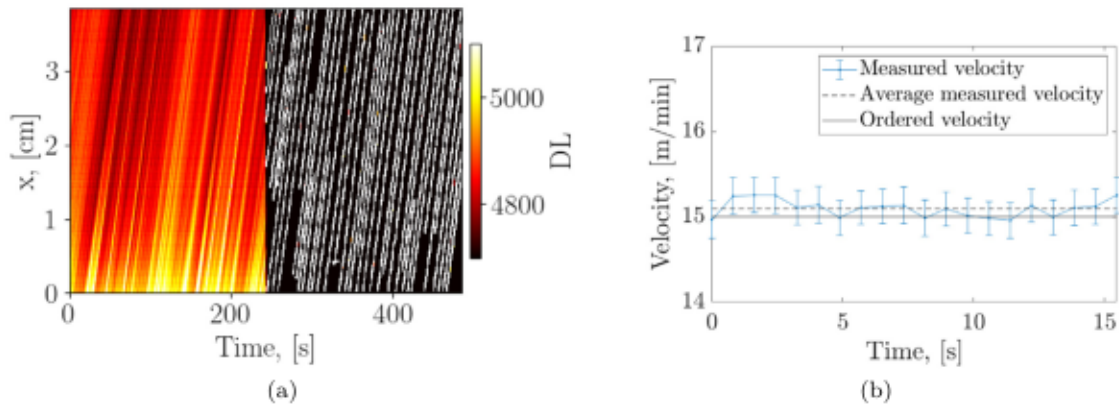 x, [cm]
3
2
1
0
0
200
400
Time, [s]
5000
4800
DL
(a)
Velocity, [m/min]
17
16
15
14
Measured velocity
Average measured velocity
Ordered velocity
0
5
10
15
Time, [s]
(b)